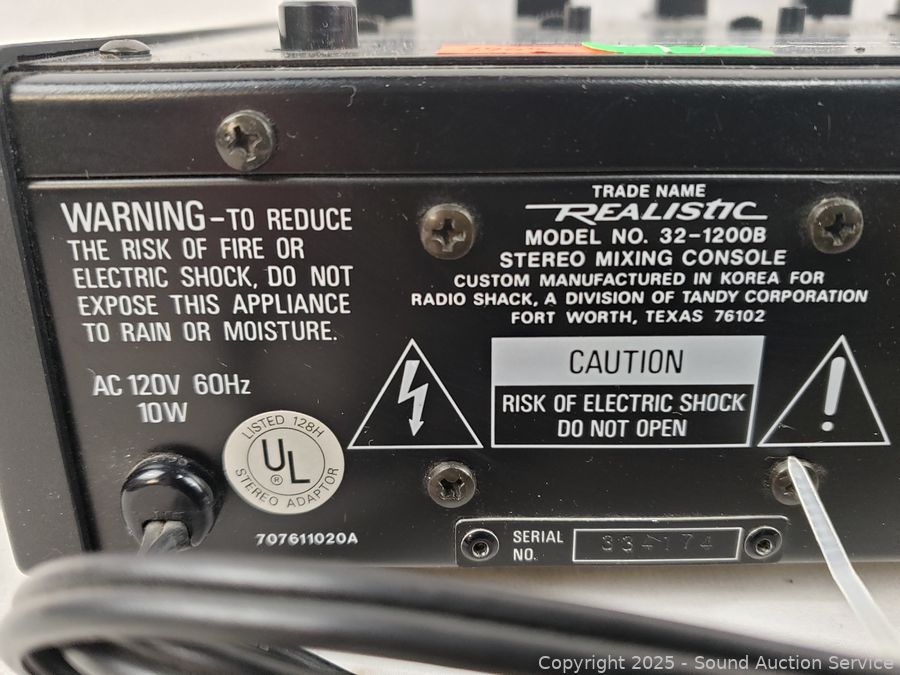 WARNING-TO REDUCE
THE RISK OF FIRE OR
ELECTRIC SHOCK, DO NOT
EXPOSE THIS APPLIANCE
TO RAIN OR MOISTURE.
AC 120V 60Hz
10W
LISTED 128H
UL
®
STEREO ADAPTOR
707611020A
TRADE NAME
REALISTIC
MODEL NO. 32-1200B
STEREO MIXING CONSOLE
CUSTOM MANUFACTURED IN KOREA FOR
RADIO SHACK, A DIVISION OF TANDY CORPORATION
FORT WORTH, TEXAS 76102
CAUTION
RISK OF ELECTRIC SHOCK
DO NOT OPEN
SERIAL
NO.
334174
Copyright 2025 - Sound Auction Service